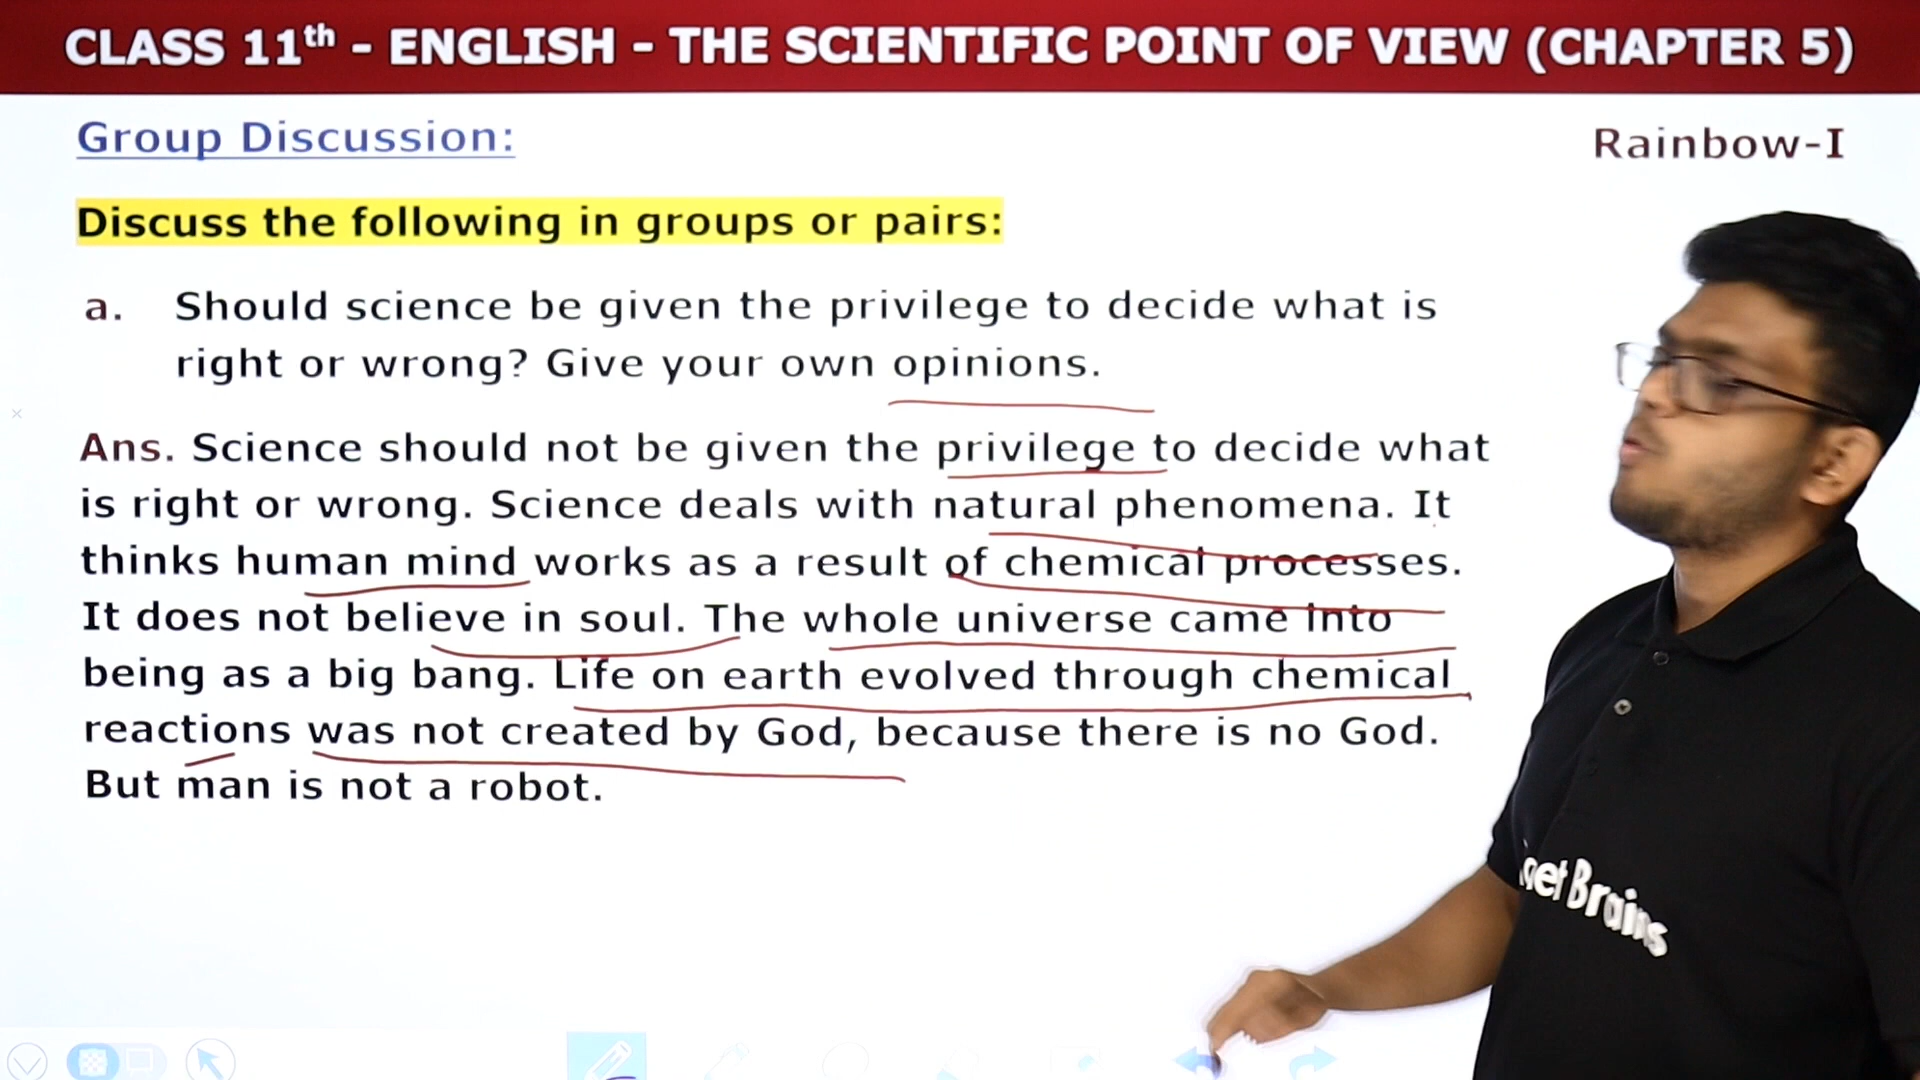 CLASS 11th - ENGLISH - THE SCIENTIFIC POINT OF VIEW (CHAPTER 5)
Group Discussion:
Rainbow-I
Discuss the following in groups or pairs:
a. Should science be given the privilege to decide what is
right or wrong? Give your own opinions.
Ans. Science should not be given the privilege to decide what
is right or wrong. Science deals with natural phenomena. It
thinks human mind works as a result of chemical processes.
It does not believe in soul. The whole universe came into
being as a big bang. Life on earth evolved through chemical
reactions was not created by God, because there is no God.
But man is not a robot.
Brains